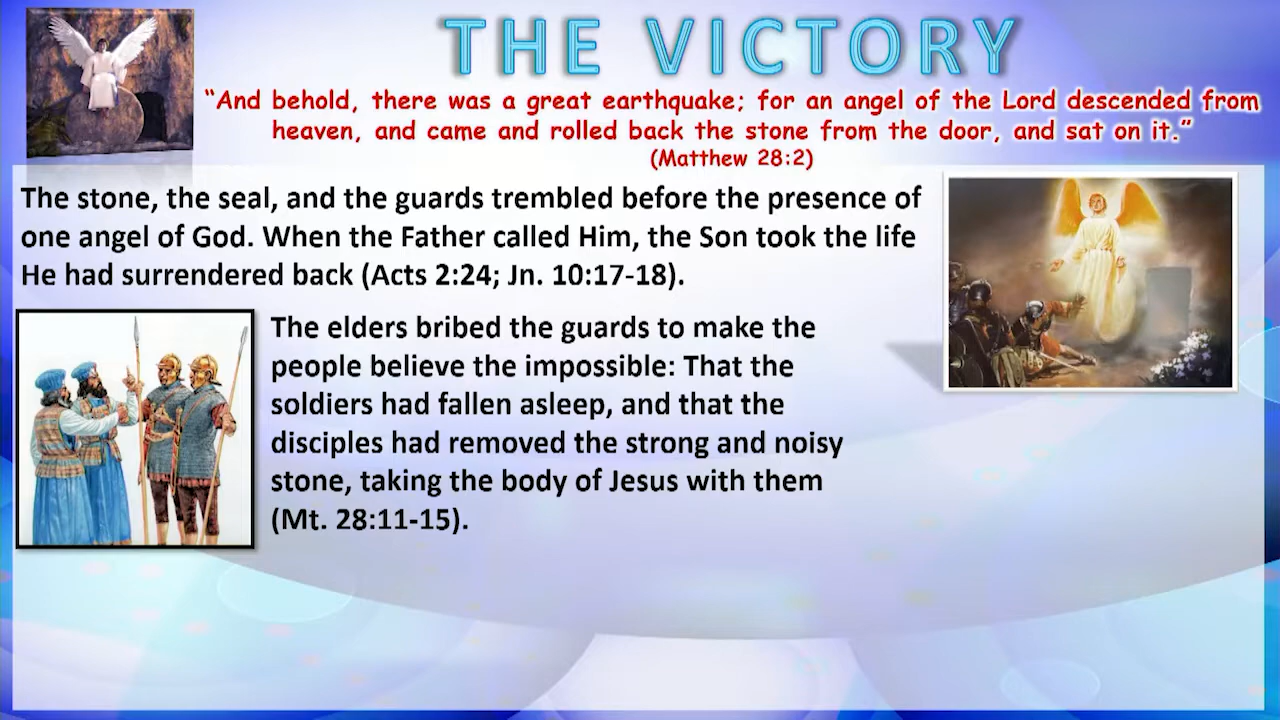 THE VICTORY
“And behold, there was a great earthquake; for an angel of the Lord descended from
heaven, and came and rolled back the stone from the door, and sat on it.”
(Matthew 28:2)
The stone, the seal, and the guards trembled before the presence of
one angel of God. When the Father called Him, the Son took the life
He had surrendered back (Acts 2:24; Jn. 10:17-18).
The elders bribed the guards to make the
people believe the impossible: That the
soldiers had fallen asleep, and that the
disciples had removed the strong and noisy
stone, taking the body of Jesus with them
(Mt. 28:11-15).